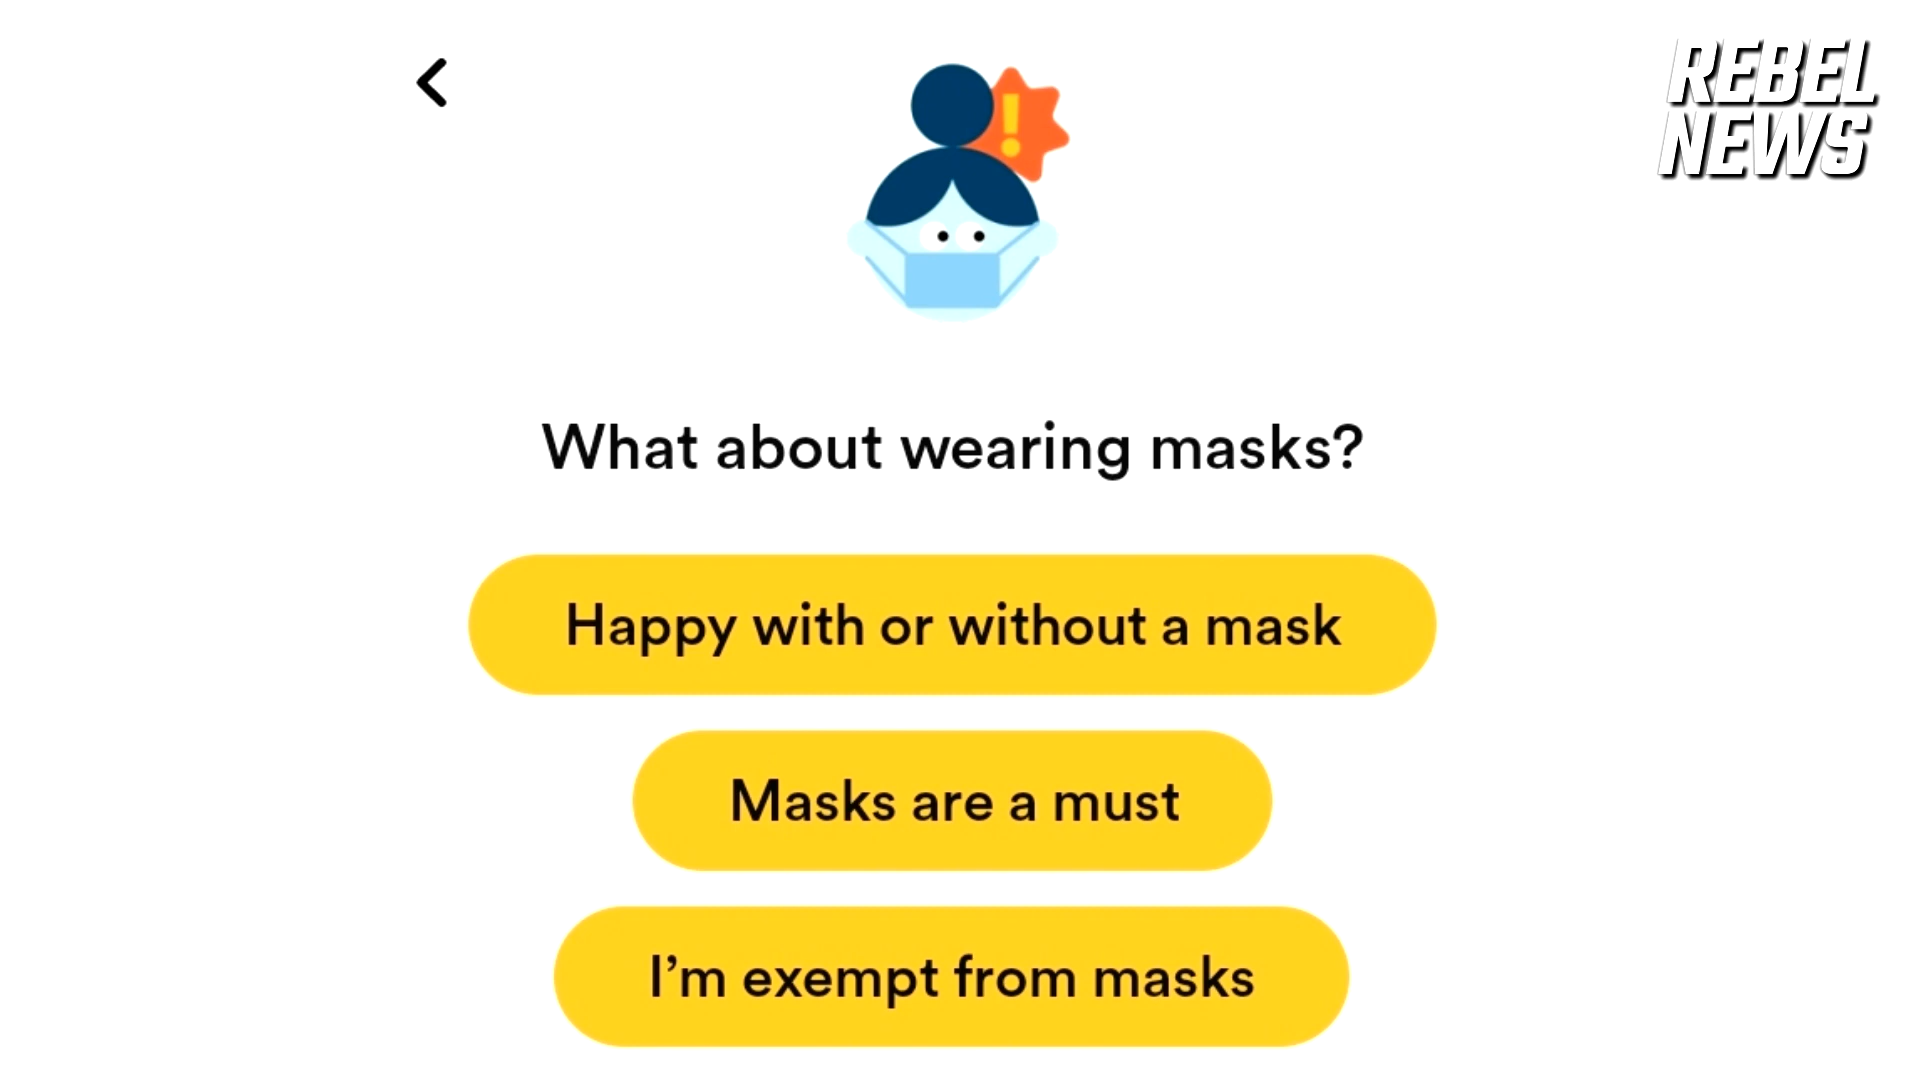 REBEL
NEWS
What about wearing masks?
Happy with or without a mask
Masks are a must
I’m exempt from masks